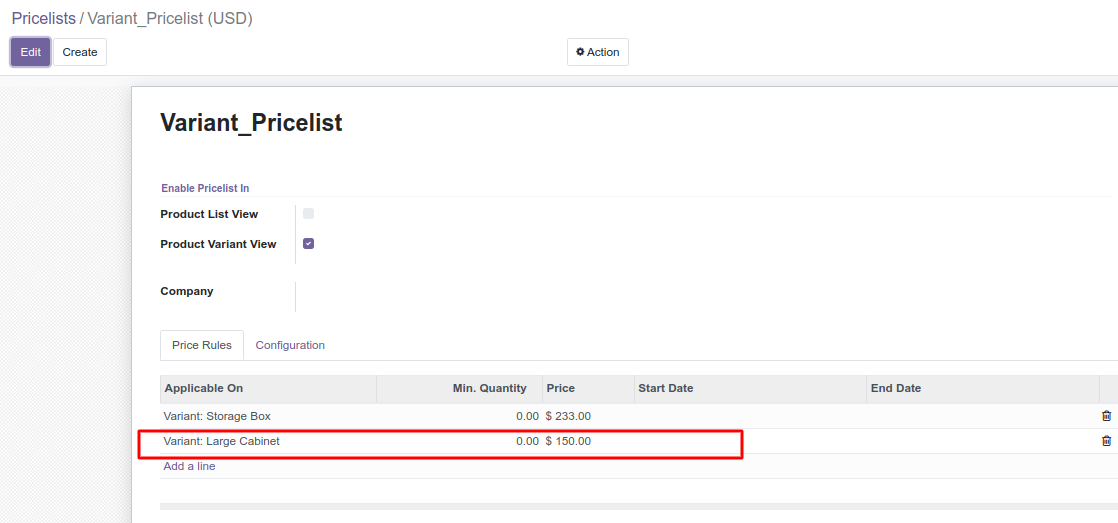 Pricelists / Variant_Pricelist (USD)
Edit Create Action
Variant_Pricelist
Enable Pricelist In
Product List View
Product Variant View
Company
Price Rules Configuration
Applicable On Min. Quantity Price Start Date End Date
Variant: Storage Box 0.00 $ 233.00
Variant: Large Cabinet 0.00 $ 150.00
Add a line